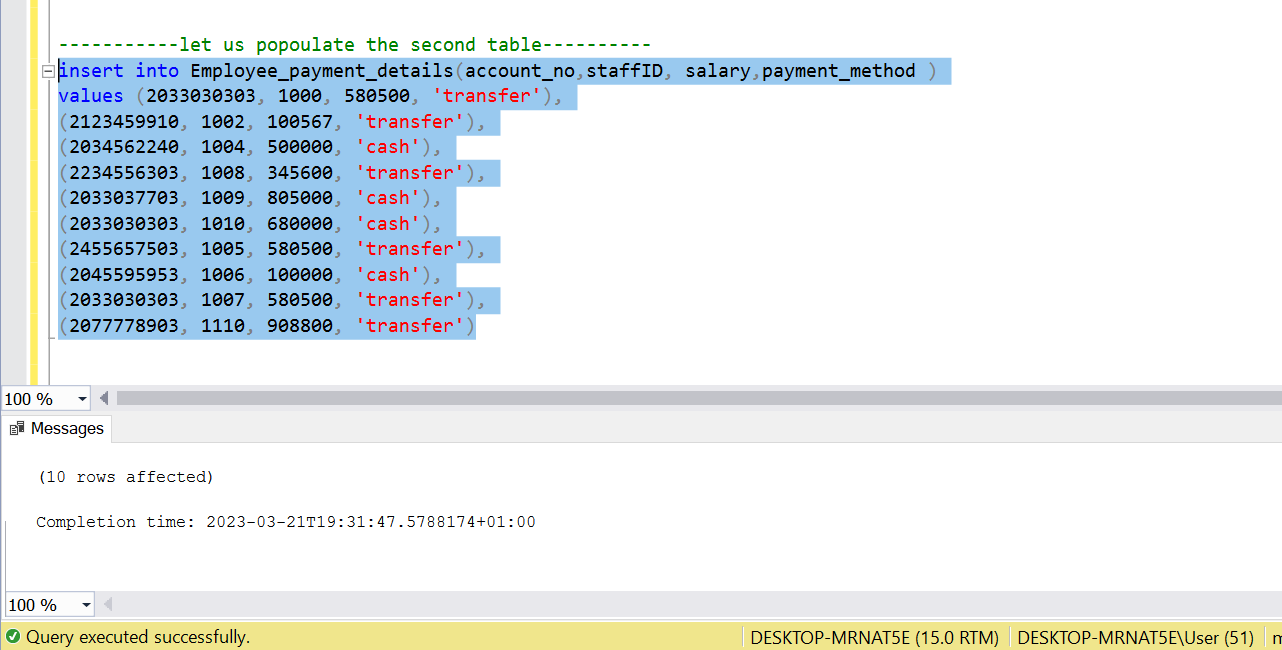 -----------let us popoulate the second table----------
insert into Employee_payment_details(account_no,staffID, salary,payment_method )
values (2033030303, 1000, 580500, 'transfer'),
(2123459910, 1002, 100567, 'transfer'),
(2034562240, 1004, 500000, 'cash'),
(2234556303, 1008, 345600, 'transfer'),
(2033037703, 1009, 805000, 'cash'),
(2033030303, 1010, 680000, 'cash'),
(2455657503, 1005, 580500, 'transfer'),
(2045595953, 1006, 100000, 'cash'),
(2033030303, 1007, 580500, 'transfer'),
(2077778903, 1110, 908800, 'transfer')
100 %
Messages
(10 rows affected)
Completion time: 2023-03-21T19:31:47.5788174+01:00
100 %
Query executed successfully. DESKTOP-MRNAT5E (15.0 RTM) DESKTOP-MRNAT5E\User (51)